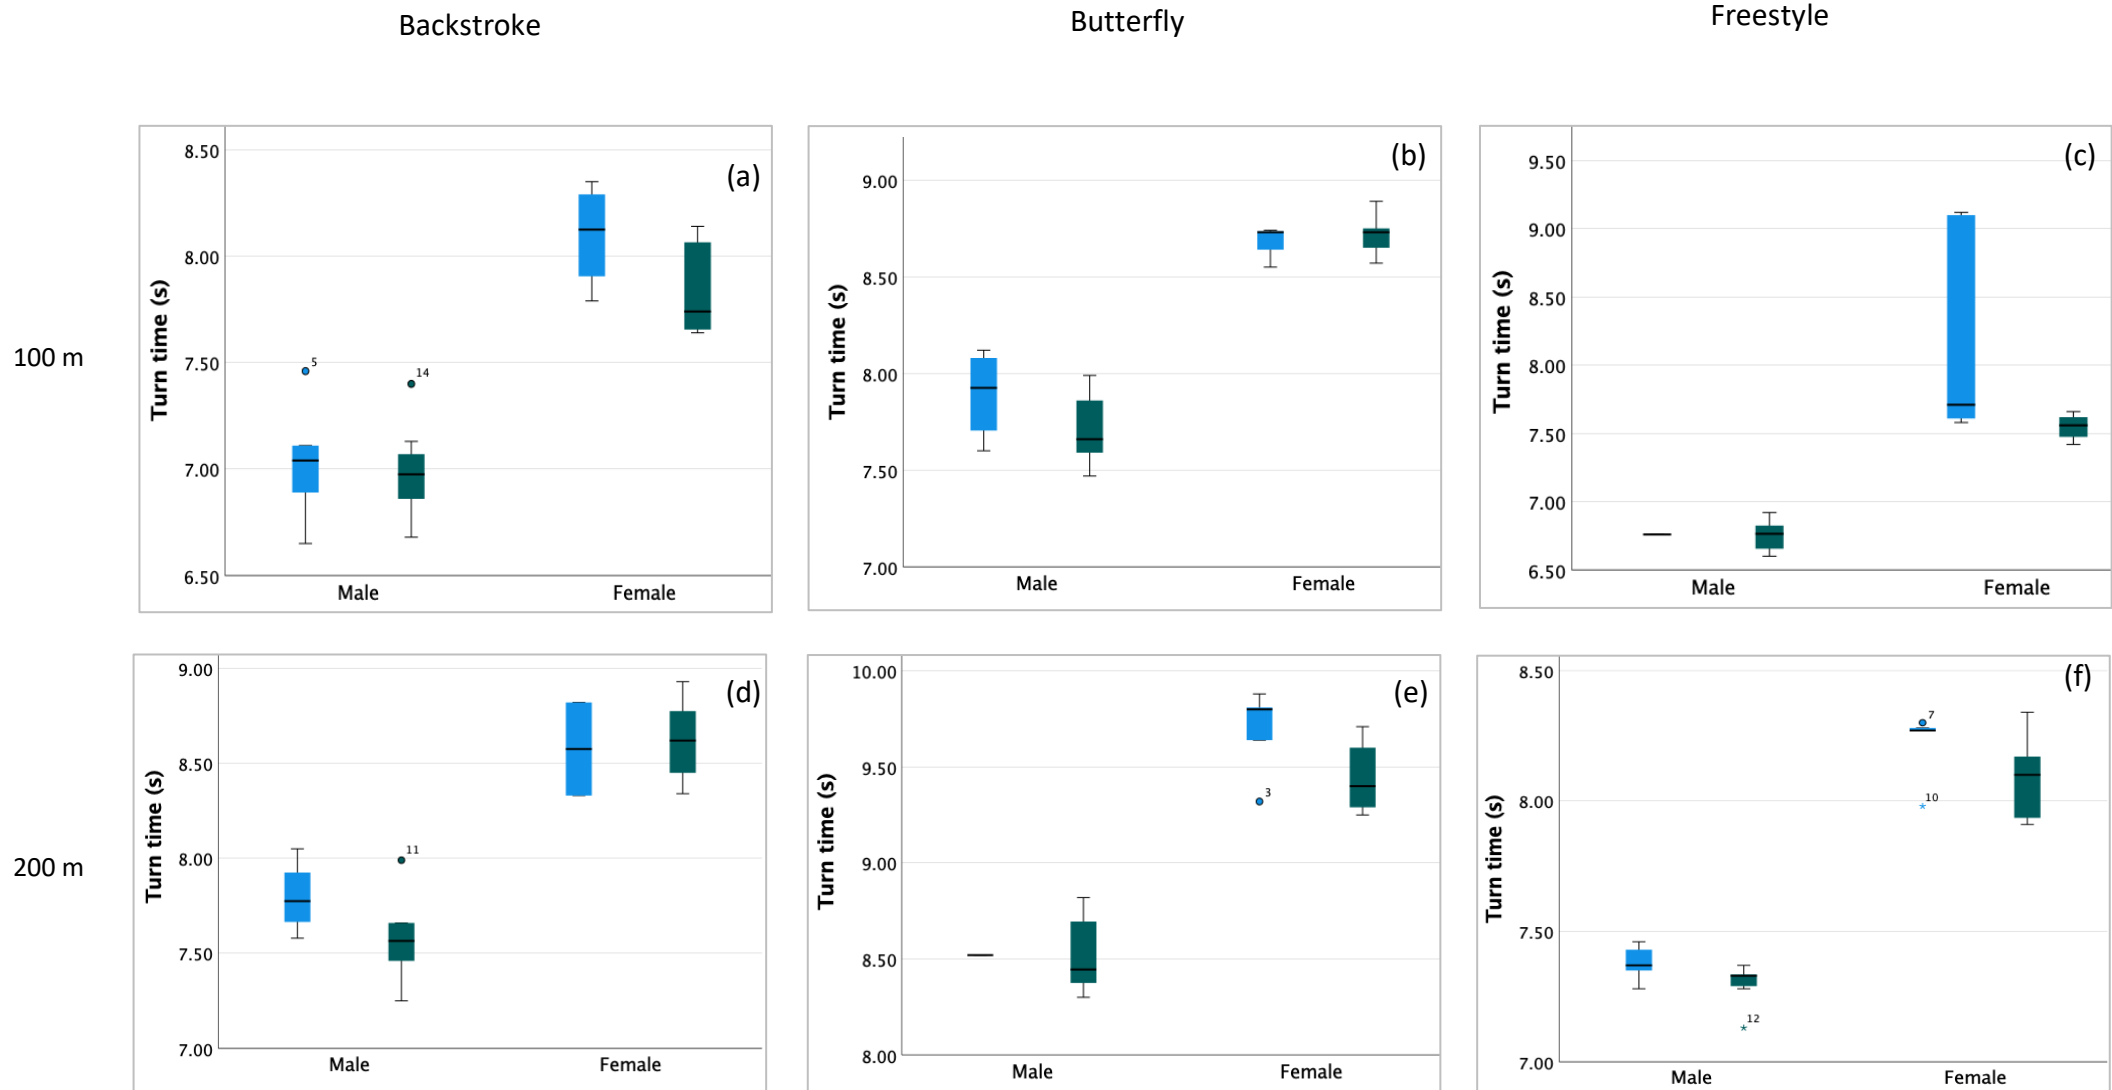 Backstroke
Butterfly
Freestyle
100 m
Turn time (s)
8.50
8.00
7.50
7.00
6.50
(a)
5
14
Male
Female
Turn time (s)
9.00
8.50
8.00
7.50
7.00
(b)
Male
Female
Turn time (s)
9.50
9.00
8.50
8.00
7.50
7.00
6.50
(c)
Male
Female
200 m
Turn time (s)
9.00
8.50
8.00
7.50
7.00
(d)
11
Male
Female
Turn time (s)
10.00
9.50
9.00
8.50
8.00
(e)
3
Male
Female
Turn time (s)
8.50
8.00
7.50
7.00
(f)
7
10
12
Male
Female